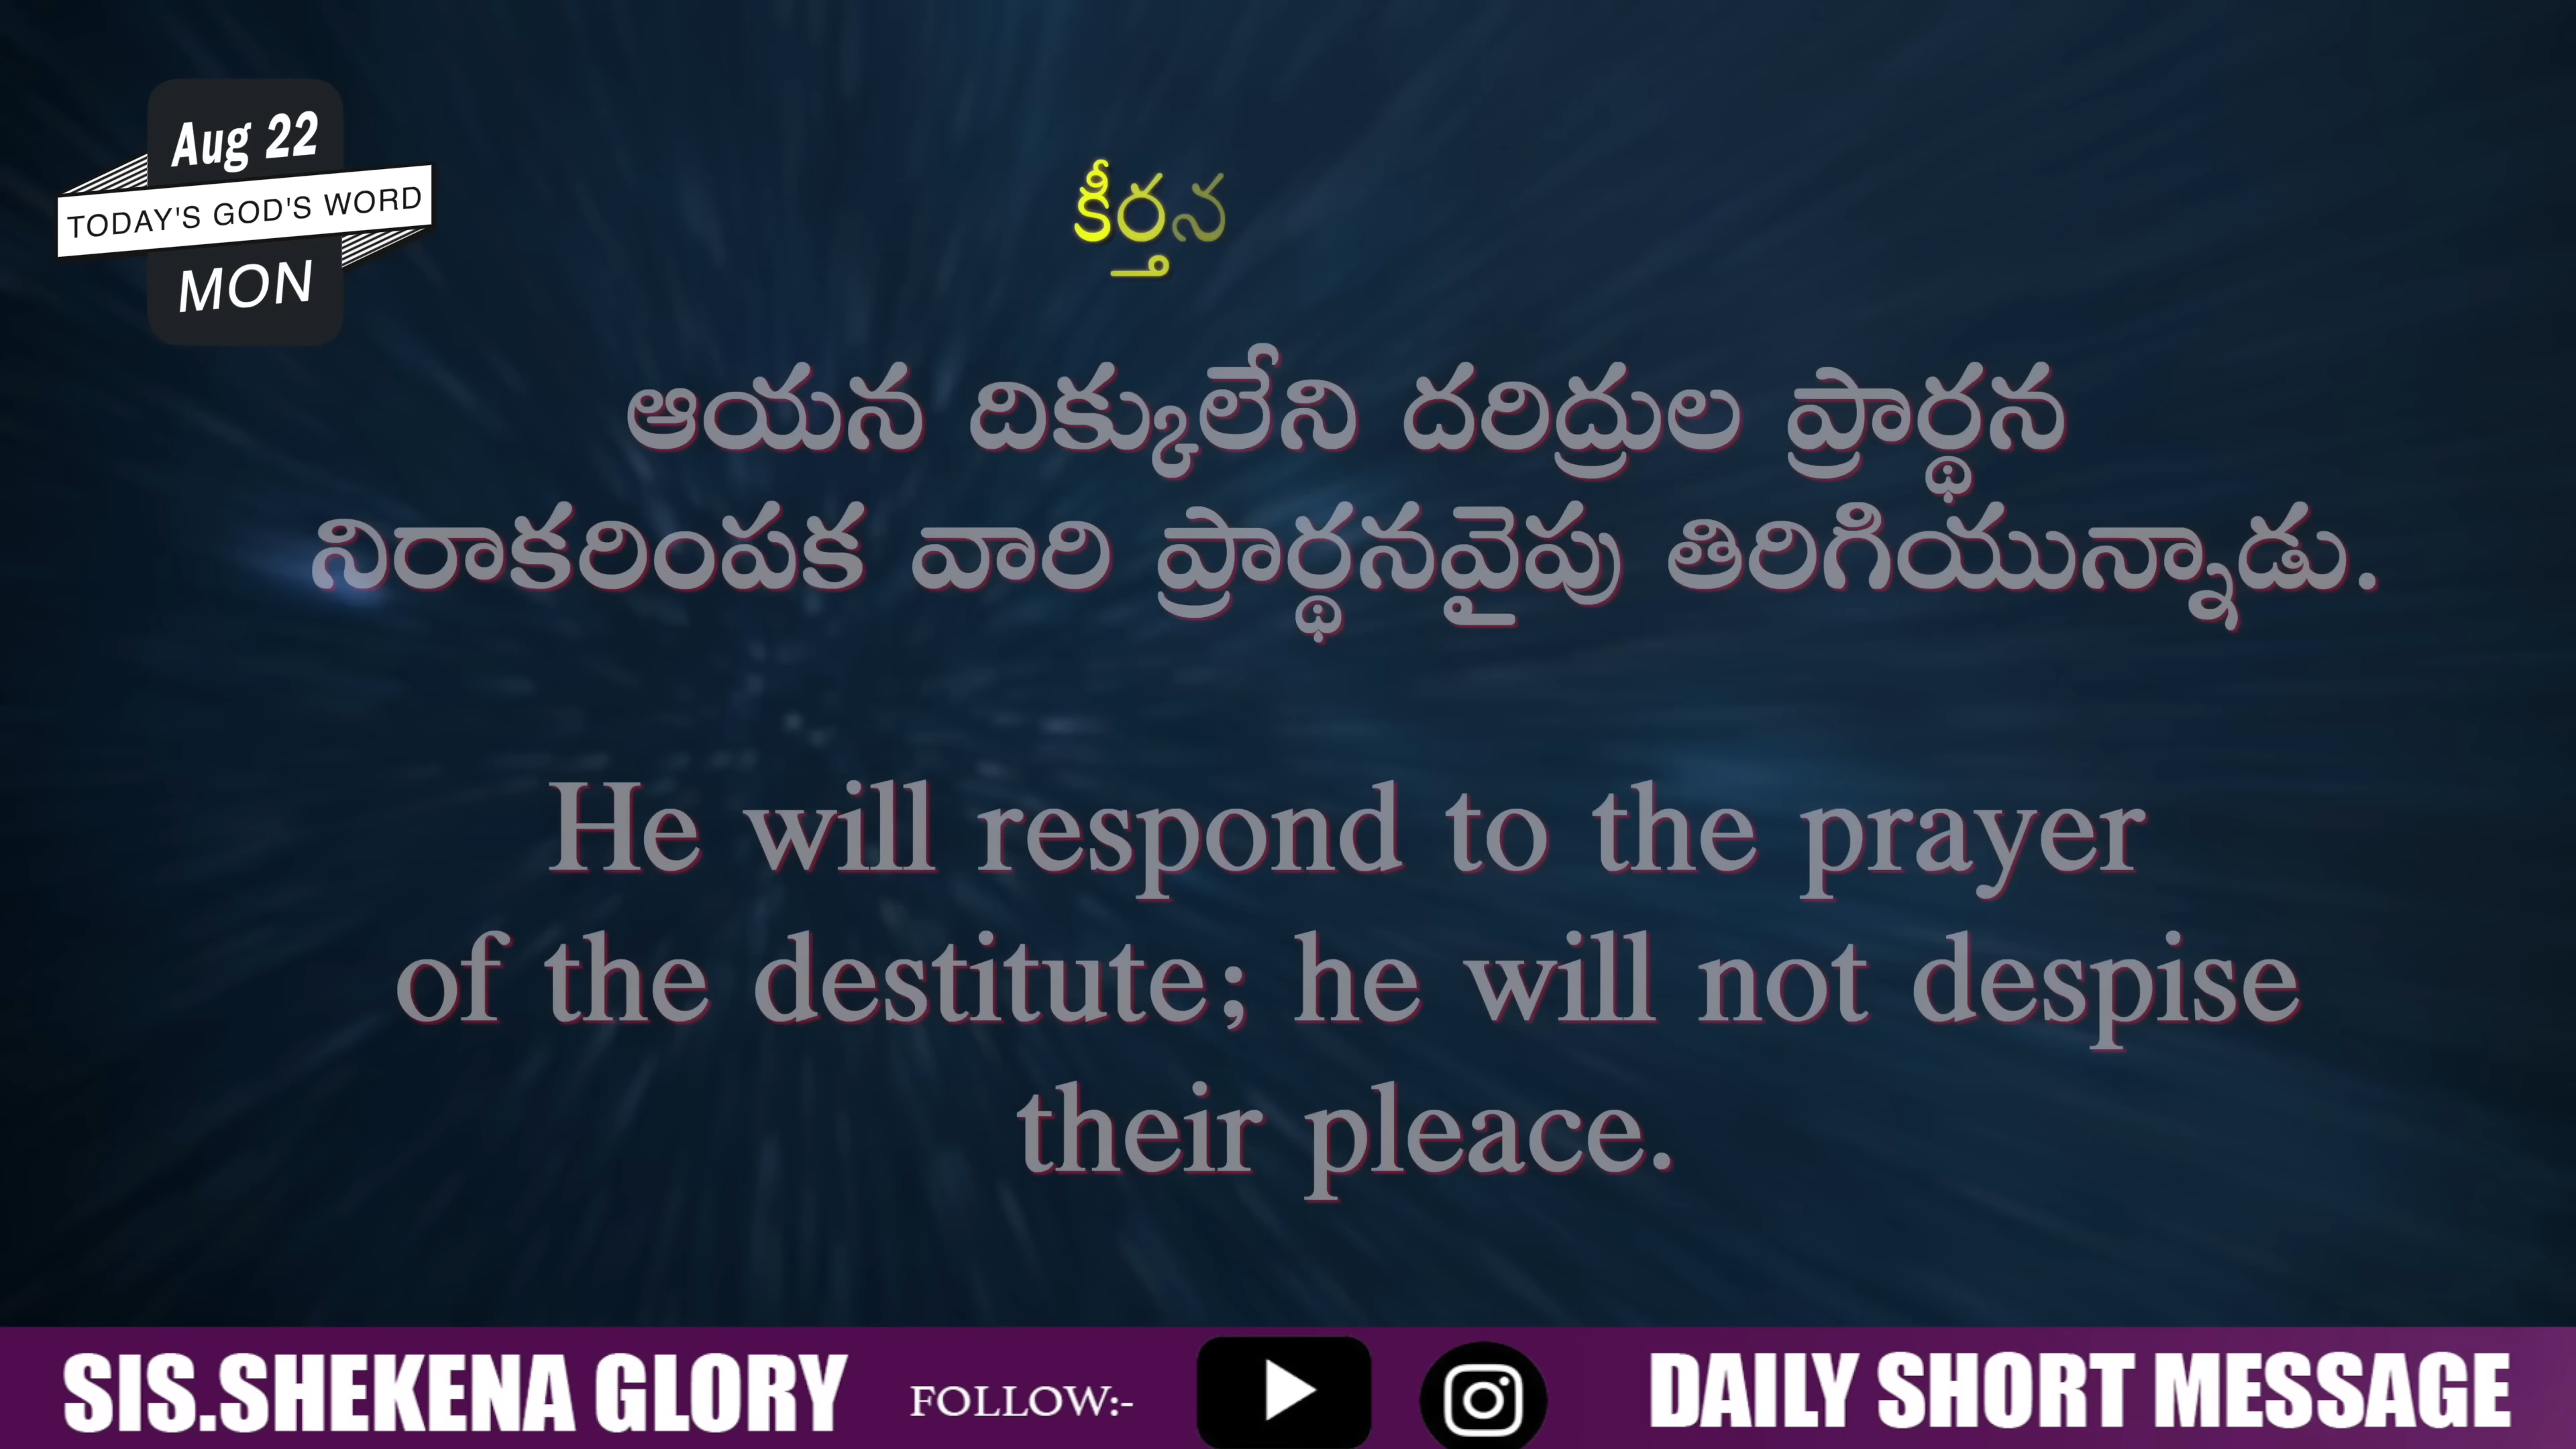 Aug 22
TODAY'S GOD'S WORD
MON
కీర్తన
ఆయన దిక్కులేని దరిద్రుల ప్రార్థన
నిరాకరింపక వారి ప్రార్థనవైపు తిరిగియున్నాడు.
He will respond to the prayer
of the destitute; he will not despise
their pleace.
SIS.SHEKENA GLORY
FOLLOW:-
DAILY SHORT MESSAGE